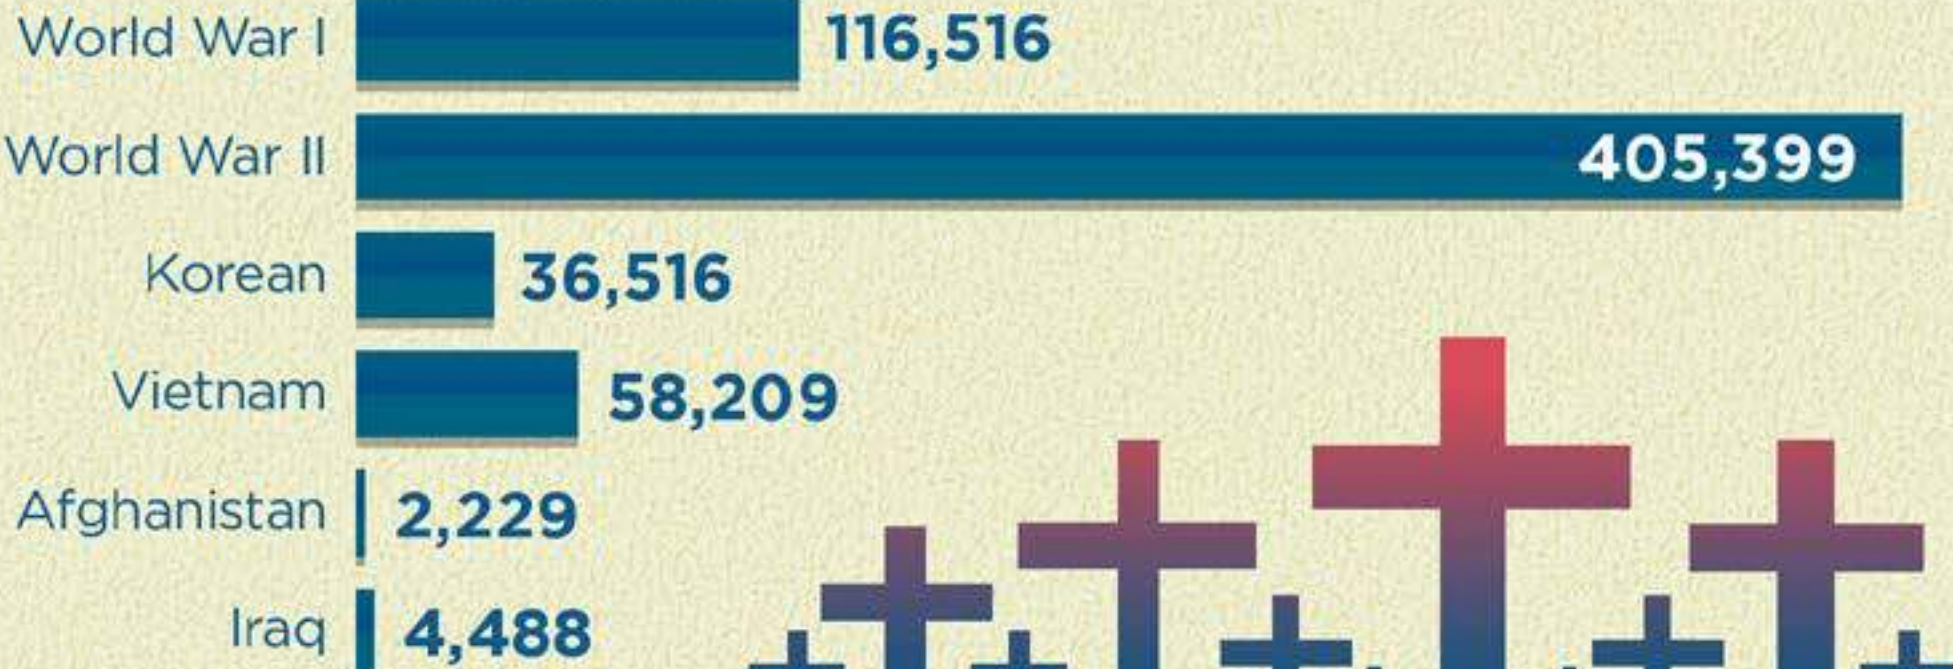 World War I 116,516
World War II 405,399
Korean 36,516
Vietnam 58,209
Afghanistan 2,229
Iraq 4,488